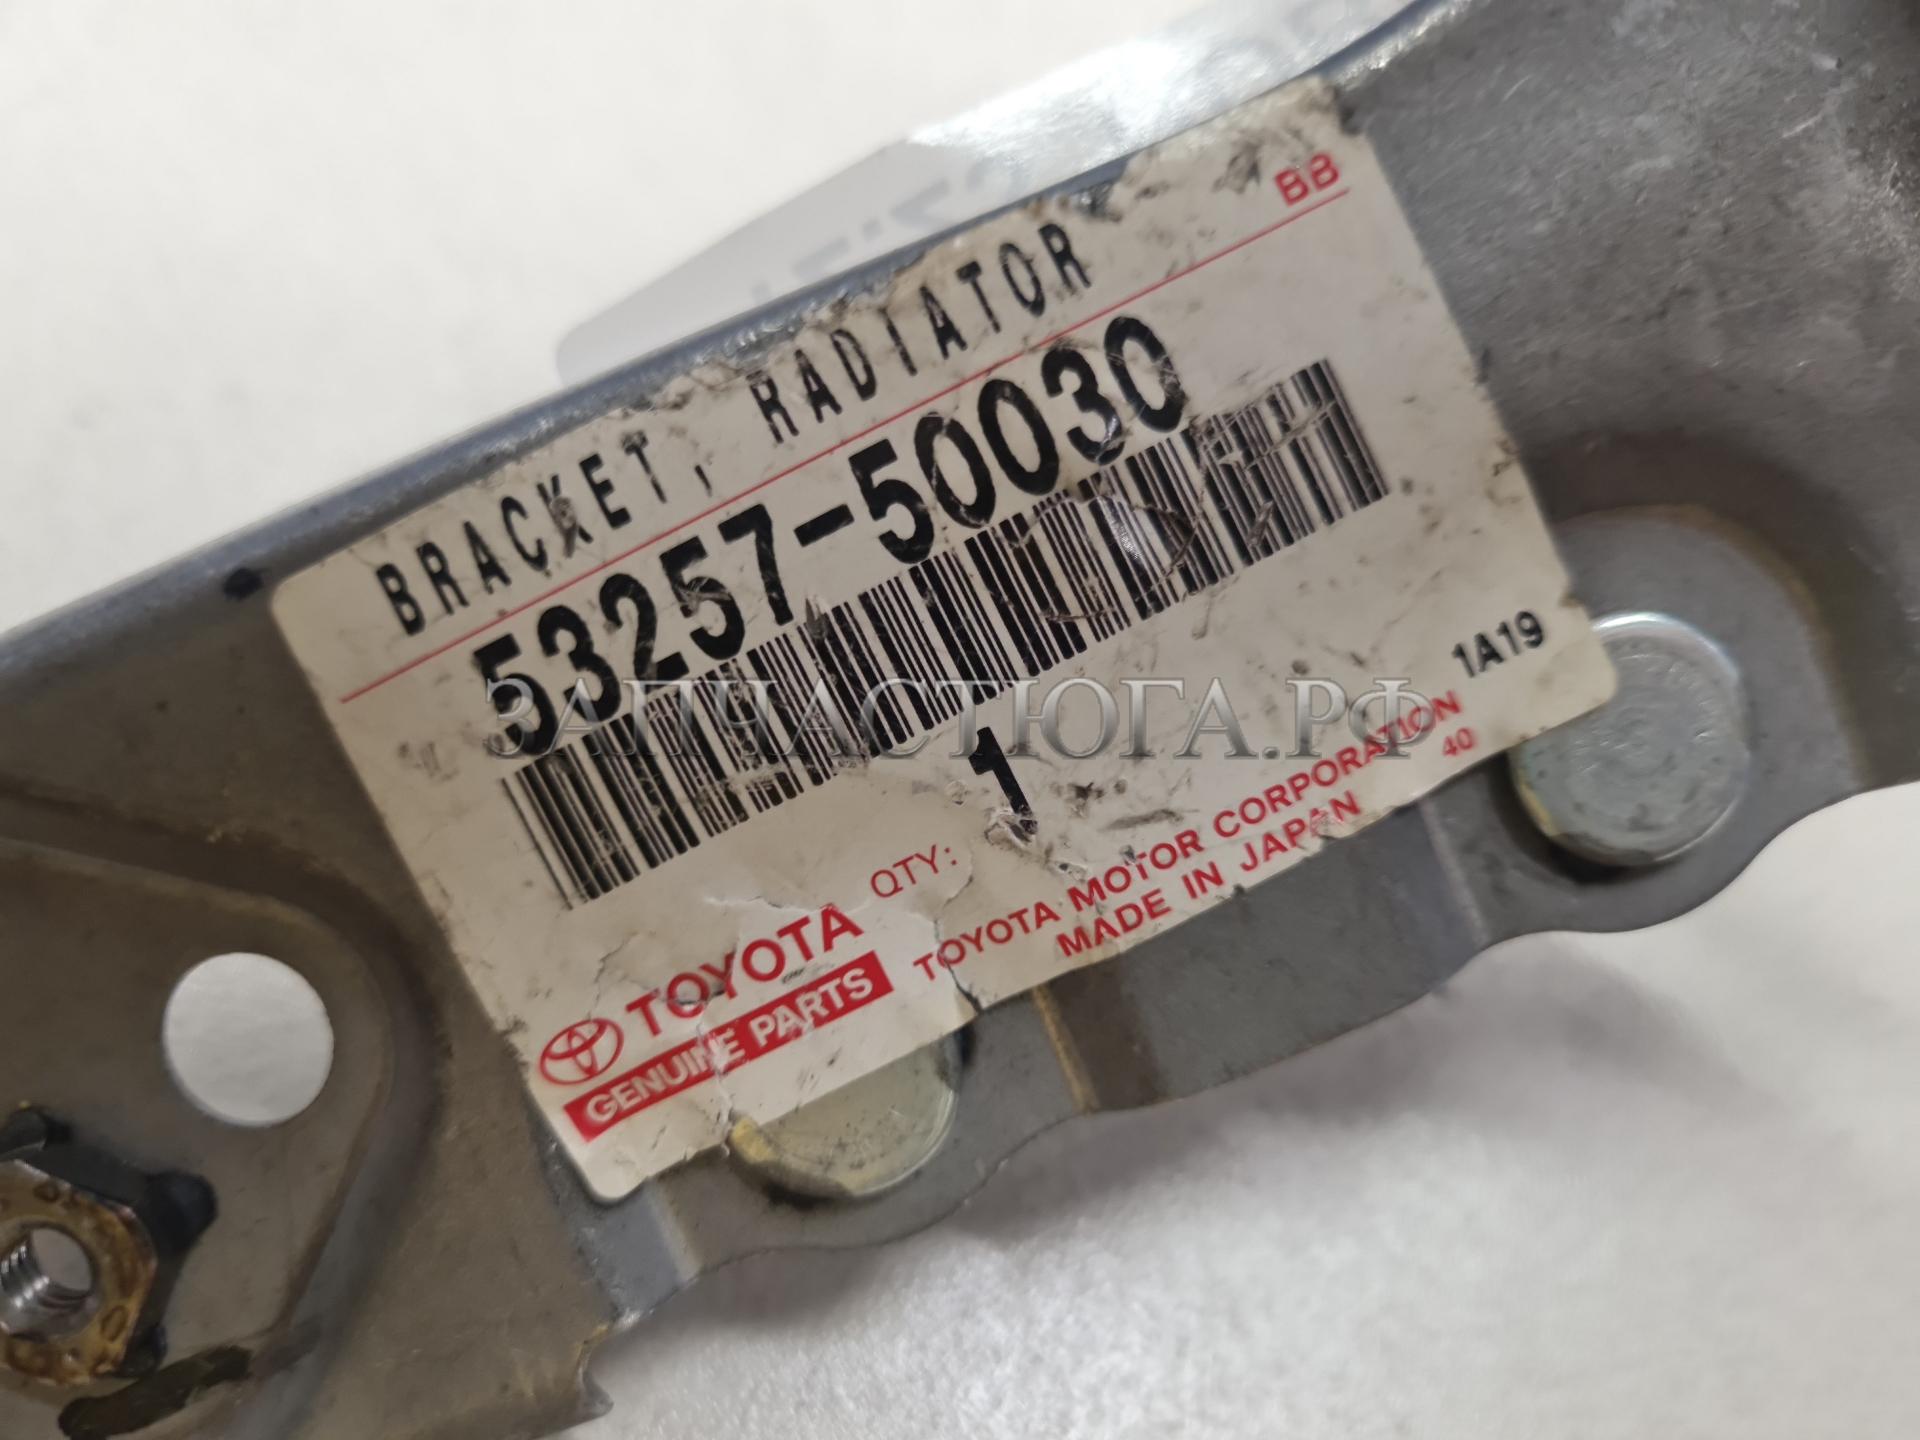 BB
BRACKET, RADIATOR
53257-50030
ЗАПЧАСТЮГА.РФ
1A19
QTY: 1
TOYOTA
GENUINE PARTS
TOYOTA MOTOR CORPORATION
MADE IN JAPAN
40